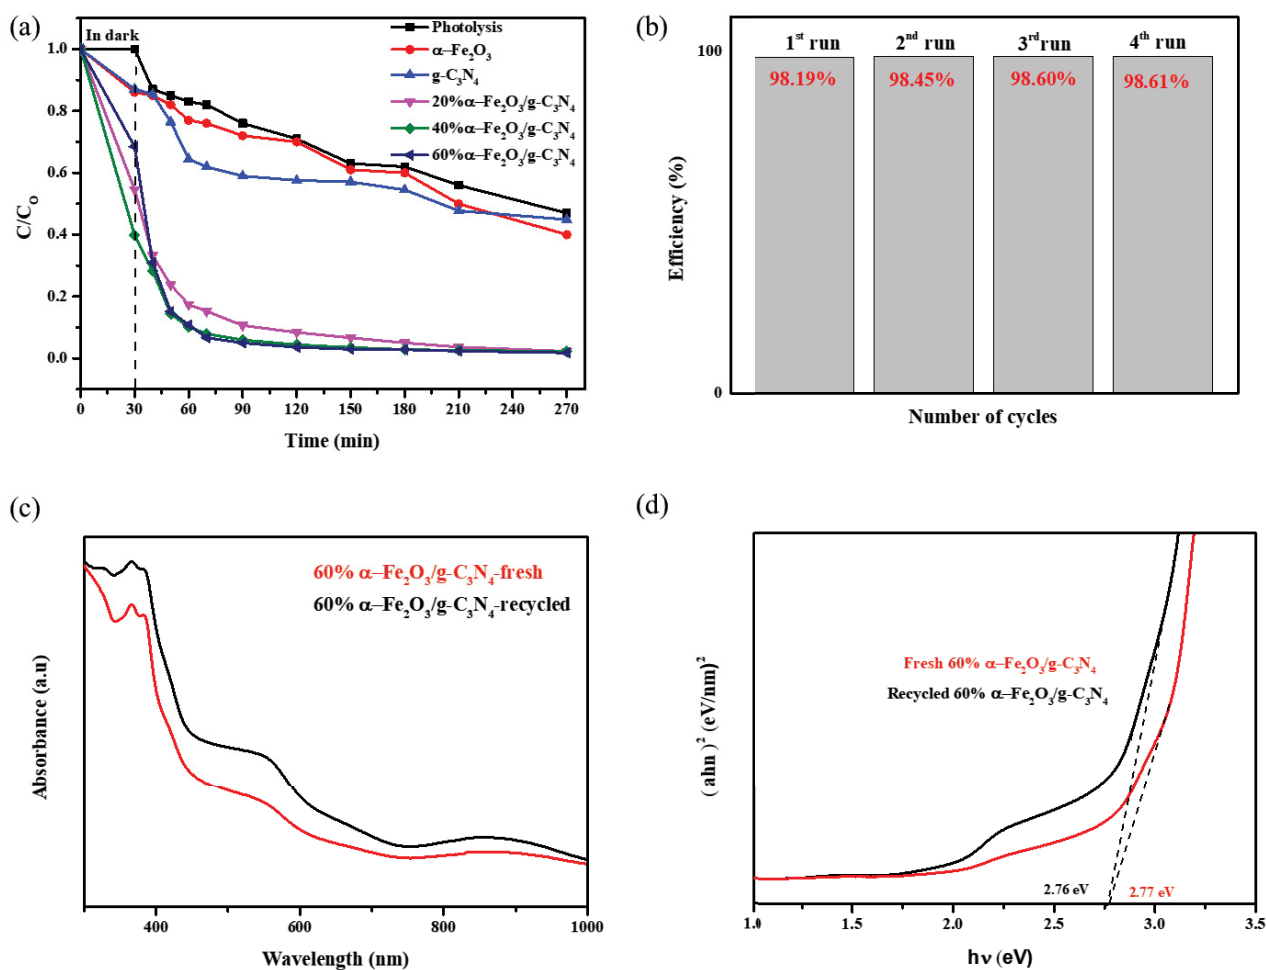 (a)
In dark
Photolysis
α–Fe₂O₃
g-C₃N₄
20%α–Fe₂O₃/g-C₃N₄
40%α–Fe₂O₃/g-C₃N₄
60%α–Fe₂O₃/g-C₃N₄
1.0
0.8
0.6
0.4
0.2
0.0
C/C₀
0 30 60 90 120 150 180 210 240 270
Time (min)
(b)
100
0
Efficiency (%)
1ˢᵗ run 2ⁿᵈ run 3ʳᵈrun 4ᵗʰ run
98.19% 98.45% 98.60% 98.61%
Number of cycles
(c)
60% α–Fe₂O₃/g-C₃N₄-fresh
60% α–Fe₂O₃/g-C₃N₄-recycled
Absorbance (a.u)
400 600 800 1000
Wavelength (nm)
(d)
Fresh 60% α–Fe₂O₃/g-C₃N₄
Recycled 60% α–Fe₂O₃/g-C₃N₄
( ahn )² (eV/nm)²
2.76 eV 2.77 eV
1.0 1.5 2.0 2.5 3.0 3.5
hν (eV)